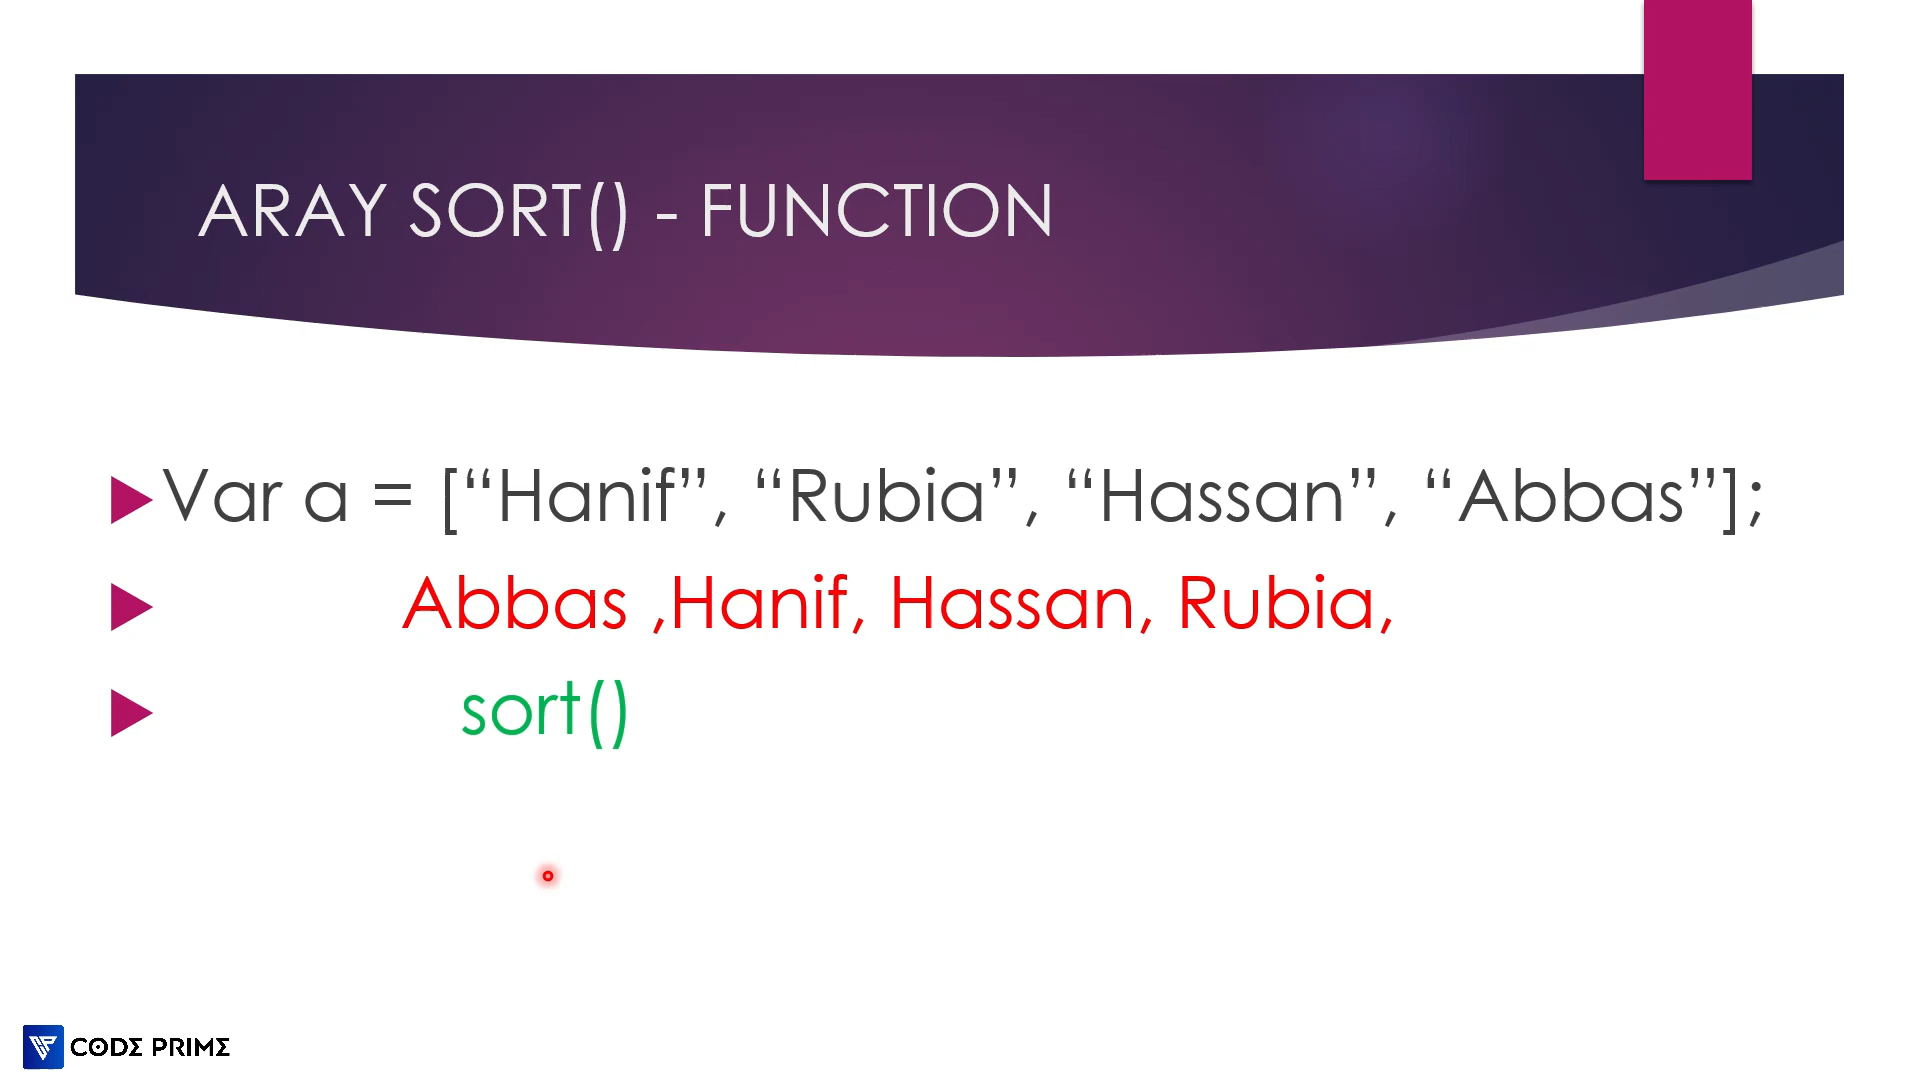 ARAY SORT() - FUNCTION
Var a = [“Hanif”, “Rubia”, “Hassan”, “Abbas”];
Abbas ,Hanif, Hassan, Rubia,
sort()
CODΣ PRIMΣ